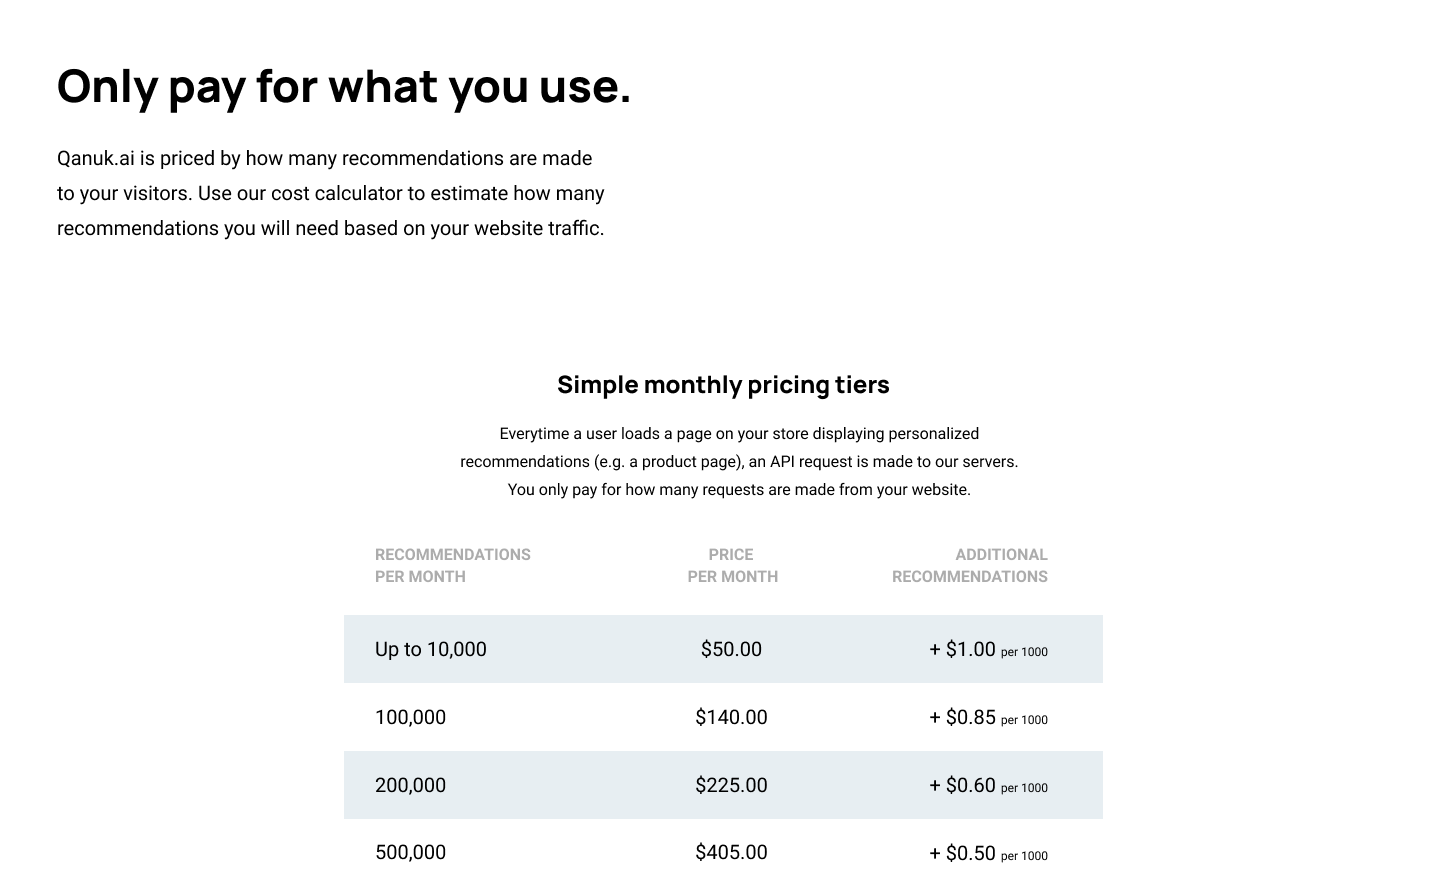 Only pay for what you use.
Qanuk.ai is priced by how many recommendations are made
to your visitors. Use our cost calculator to estimate how many
recommendations you will need based on your website traffic.
Simple monthly pricing tiers
Everytime a user loads a page on your store displaying personalized
recommendations (e.g. a product page), an API request is made to our servers.
You only pay for how many requests are made from your website.
RECOMMENDATIONS PER MONTH
PRICE PER MONTH
ADDITIONAL RECOMMENDATIONS
Up to 10,000 $50.00 + $1.00 per 1000
100,000 $140.00 + $0.85 per 1000
200,000 $225.00 + $0.60 per 1000
500,000 $405.00 + $0.50 per 1000